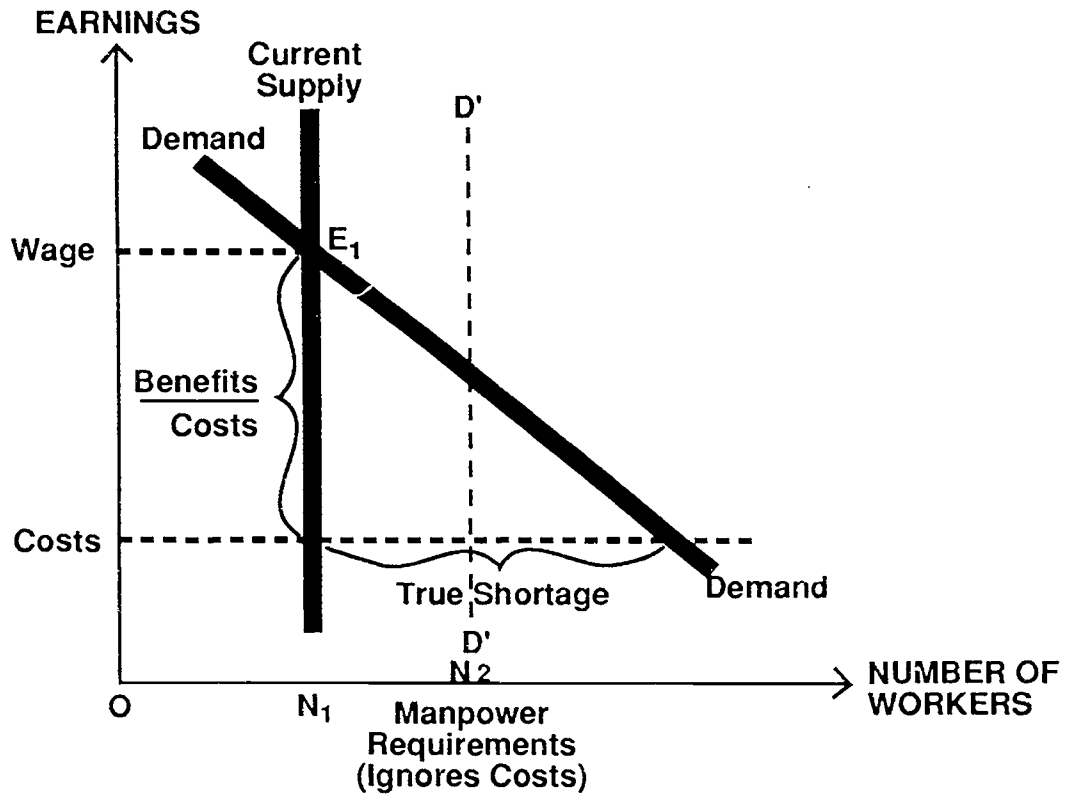 EARNINGS
Current
Supply
D'
Demand
Wage
E1
Benefits
Costs
Costs
True Shortage
Demand
D'
N2
O
N1
Manpower
Requirements
(Ignores Costs)
NUMBER OF
WORKERS